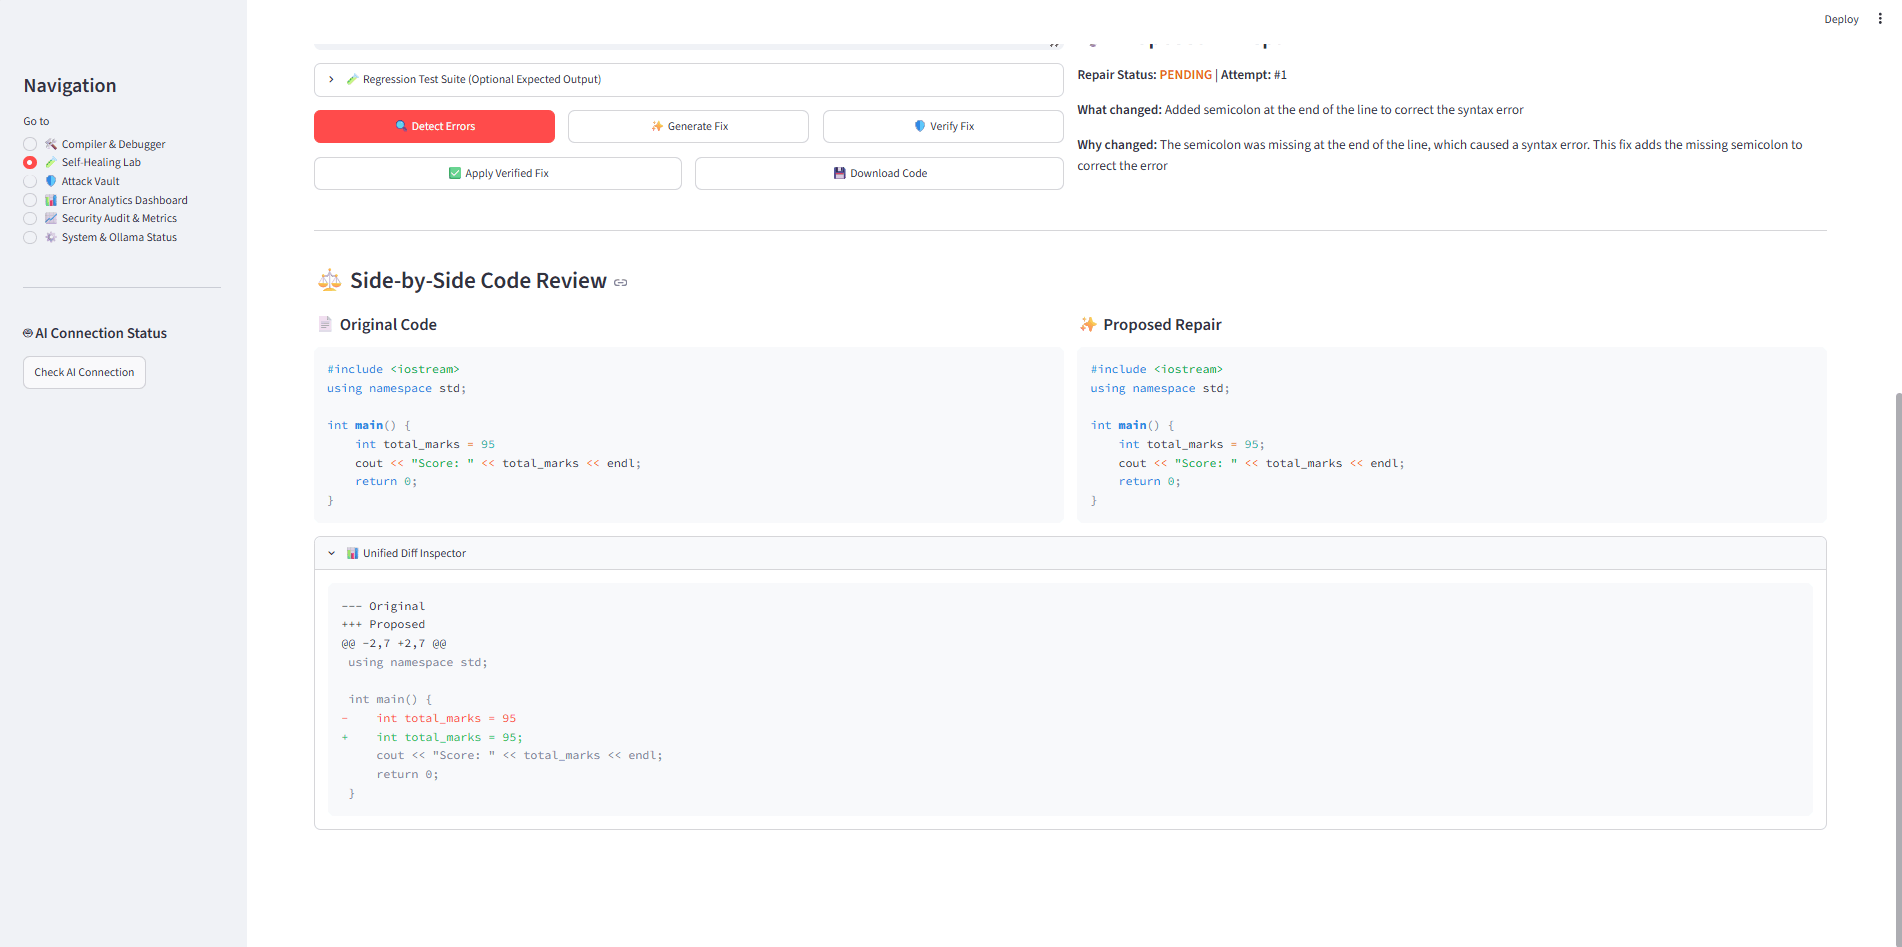 Deploy
Navigation
Go to
Compiler & Debugger
Self-Healing Lab
Attack Vault
Error Analytics Dashboard
Security Audit & Metrics
System & Ollama Status
AI Connection Status
Check AI Connection
Regression Test Suite (Optional Expected Output)
Detect Errors
Generate Fix
Verify Fix
Apply Verified Fix
Download Code
Repair Status: PENDING | Attempt: #1
What changed: Added semicolon at the end of the line to correct the syntax error
Why changed: The semicolon was missing at the end of the line, which caused a syntax error. This fix adds the missing semicolon to
correct the error
Side-by-Side Code Review
Original Code
#include <iostream>
using namespace std;
int main() {
    int total_marks = 95
    cout << "Score: " << total_marks << endl;
    return 0;
}
Proposed Repair
#include <iostream>
using namespace std;
int main() {
    int total_marks = 95;
    cout << "Score: " << total_marks << endl;
    return 0;
}
Unified Diff Inspector
--- Original
+++ Proposed
@@ -2,7 +2,7 @@
 using namespace std;
 int main() {
-    int total_marks = 95
+    int total_marks = 95;
     cout << "Score: " << total_marks << endl;
     return 0;
 }